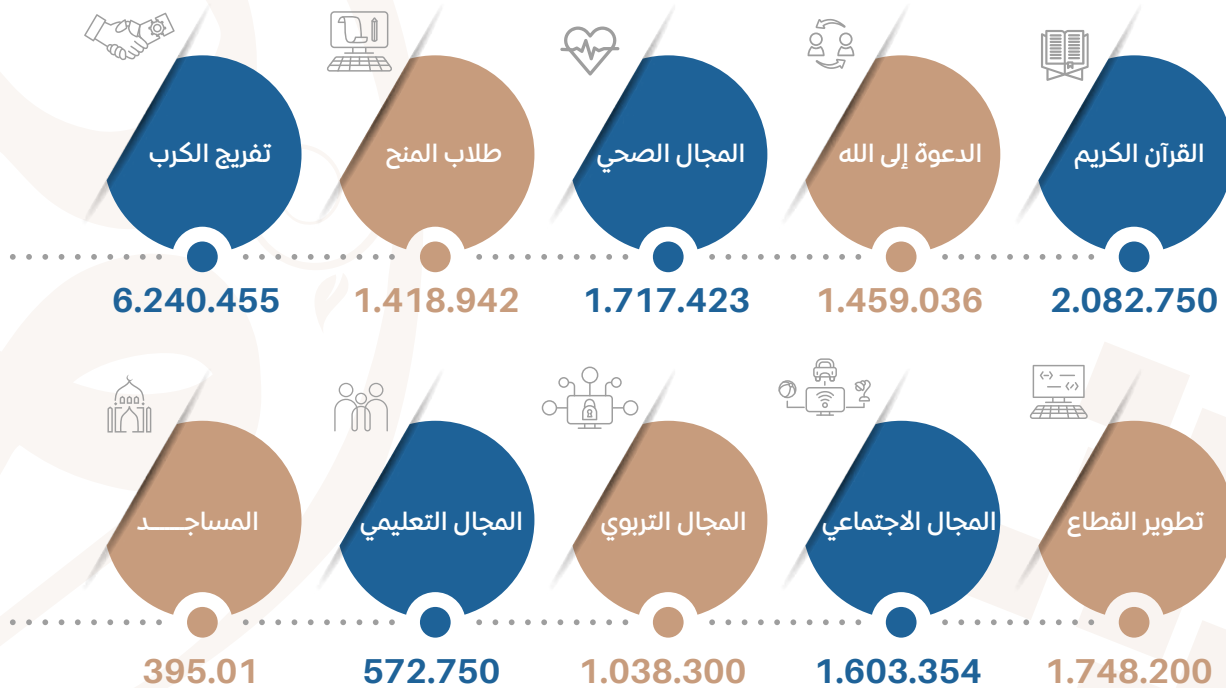 القرآن الكريم
2.082.750
الدعوة إلى الله
1.459.036
المجال الصحي
1.717.423
طلاب المنح
1.418.942
تفريج الكرب
6.240.455
تطوير القطاع
1.748.200
المجال الاجتماعي
1.603.354
المجال التربوي
1.038.300
المجال التعليمي
572.750
المساجــــد
395.01